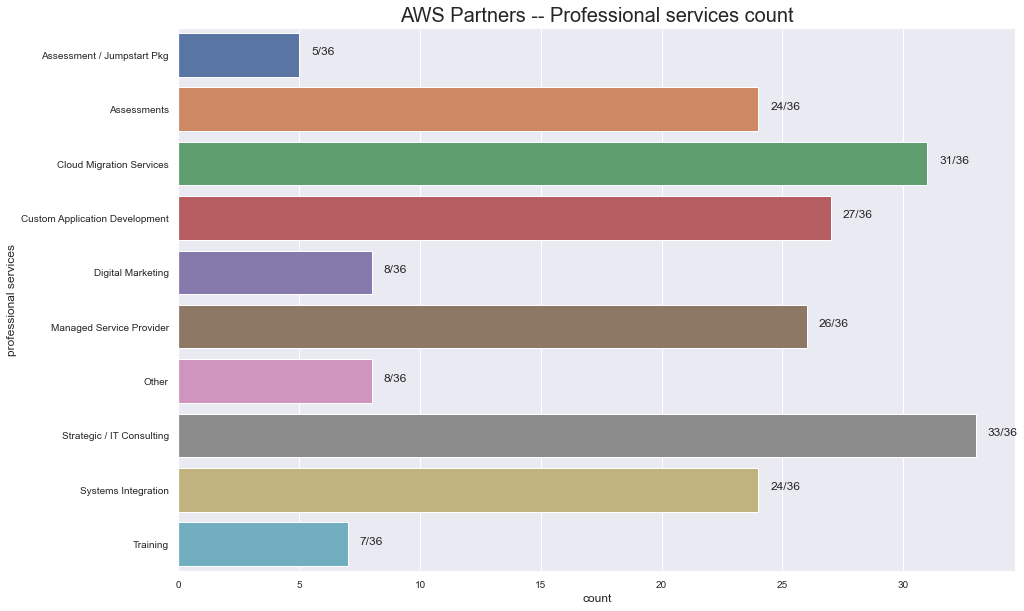 AWS Partners -- Professional services count
professional services
Assessment / Jumpstart Pkg 5/36
Assessments 24/36
Cloud Migration Services 31/36
Custom Application Development 27/36
Digital Marketing 8/36
Managed Service Provider 26/36
Other 8/36
Strategic / IT Consulting 33/36
Systems Integration 24/36
Training 7/36
0 5 10 15 20 25 30
count